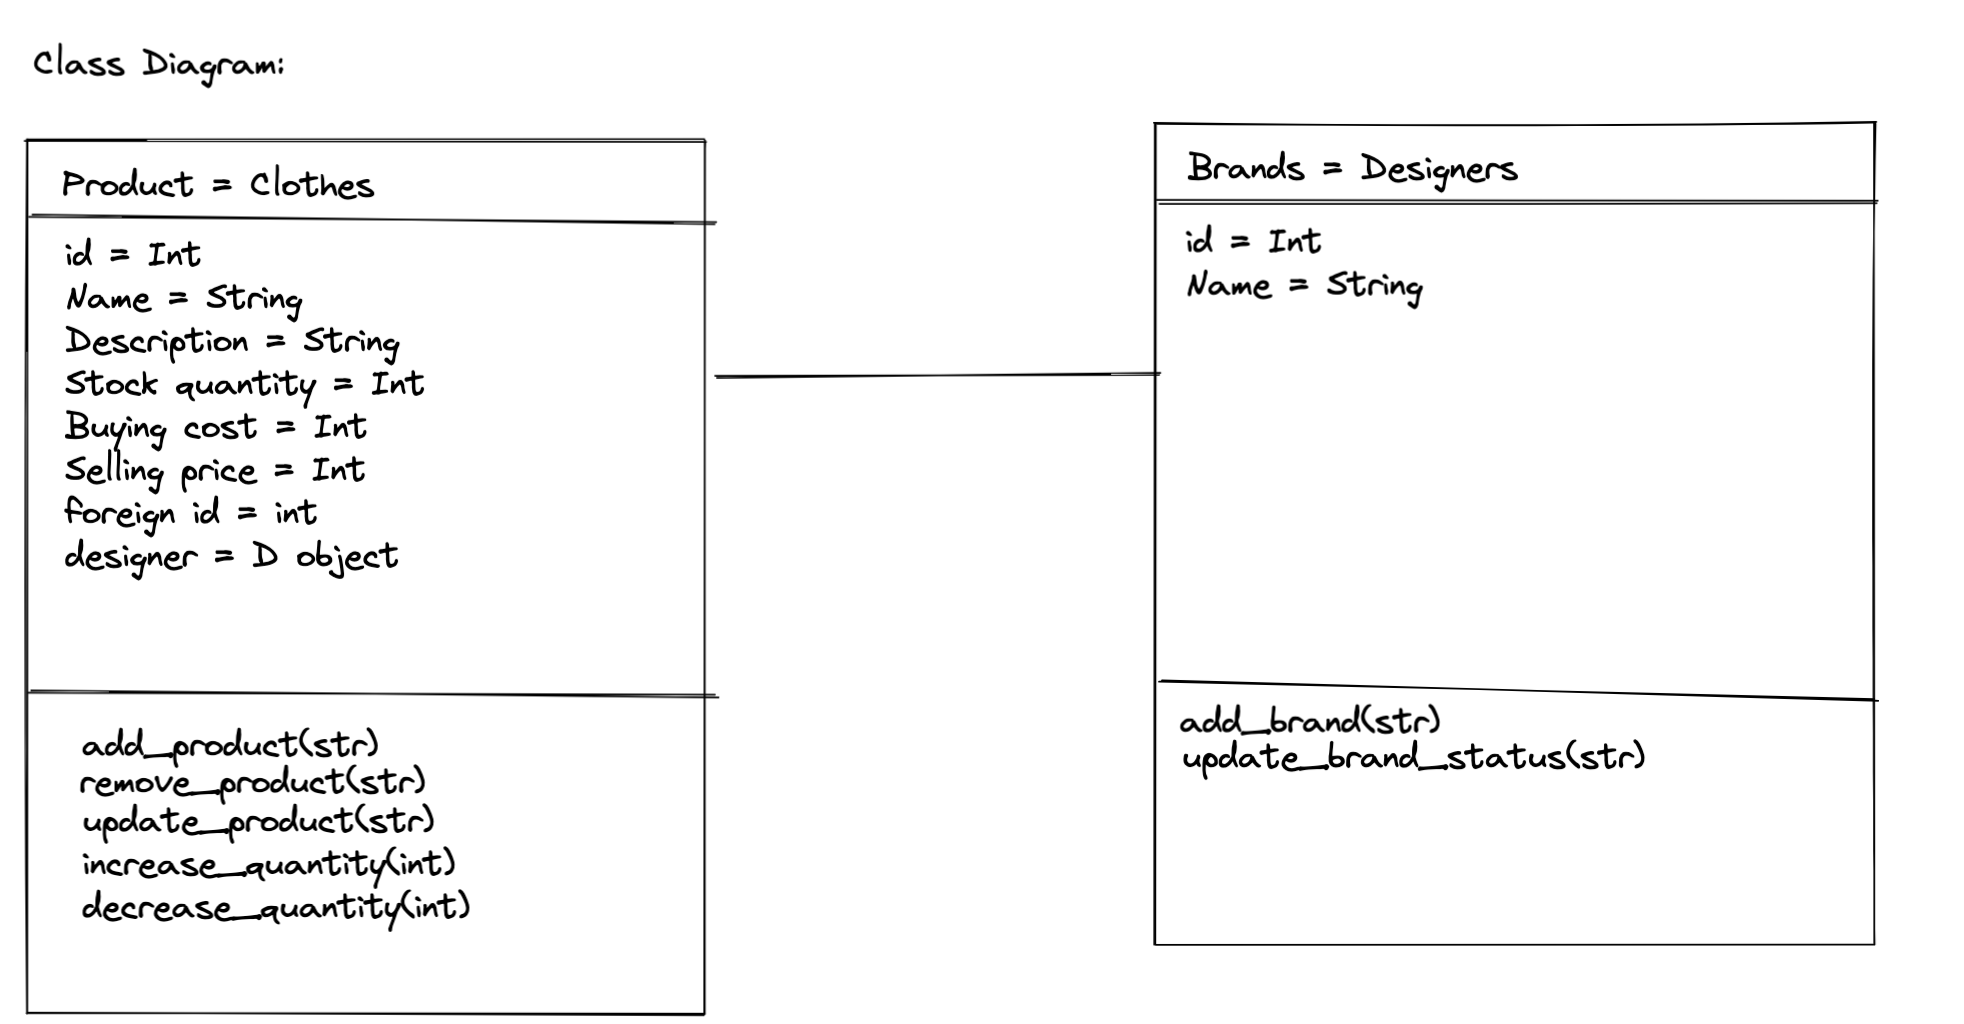 Class Diagram:
Product = Clothes
id = Int
Name = String
Description = String
Stock quantity = Int
Buying cost = Int
Selling price = Int
foreign id = int
designer = D object
add_product(str)
remove_product(str)
update_product(str)
increase_quantity(int)
decrease_quantity(int)
Brands = Designers
id = Int
Name = String
add_brand(str)
update_brand_status(str)